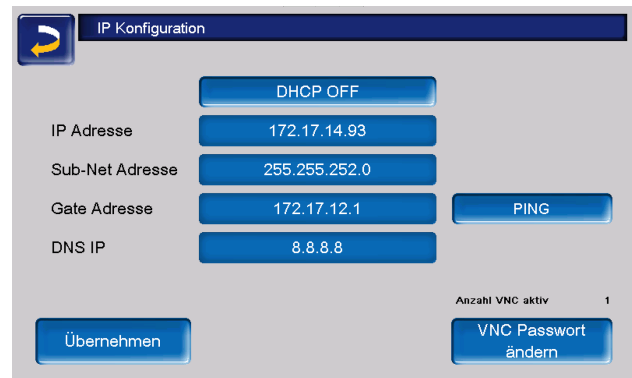 IP Konfiguration
DHCP OFF
IP Adresse 172.17.14.93
Sub-Net Adresse 255.255.252.0
Gate Adresse 172.17.12.1 PING
DNS IP 8.8.8.8
Anzahl VNC aktiv 1
Übernehmen
VNC Passwort
ändern